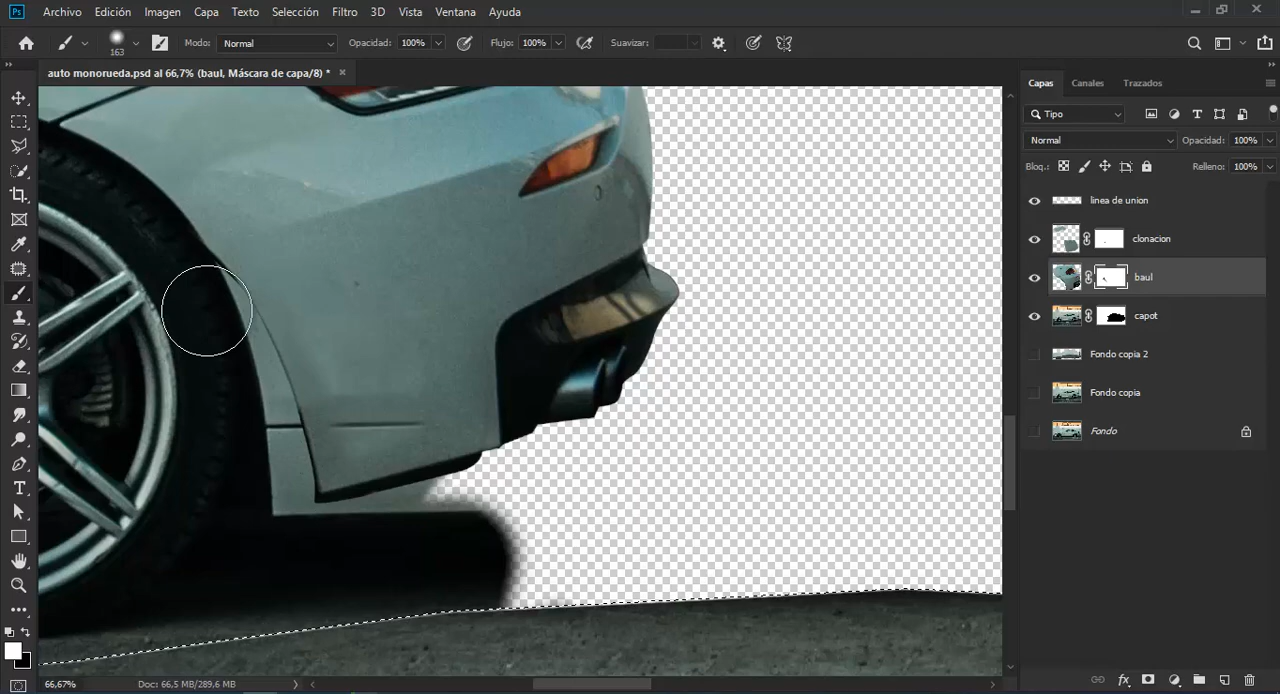 Ps Archivo Edición Imagen Capa Texto Selección Filtro 3D Vista Ventana Ayuda
163 Modo: Normal Opacidad: 100% Flujo: 100% Suavizar:
auto monorueda.psd al 66,7% (baul, Máscara de capa/8) * ×
Capas Canales Trazados
Tipo
Normal Opacidad: 100%
Bloq.: Relleno: 100%
linea de union
clonacion
baul
capot
Fondo copia 2
Fondo copia
Fondo
66,67% Doc: 66,5 MB/289,6 MB
fx